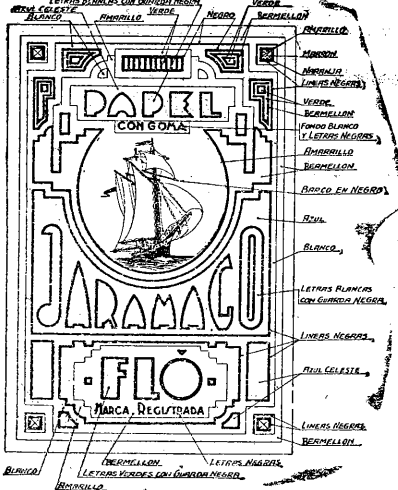 LETRAS BLANCAS CON GUARDA NEGRA
AZUL CELESTE
AMARILLO
VERDE
NEGRO
VERDE
BERMELLON
BLANCO
AMARILLO
MARRON
NARANJA
LINEAS NEGRAS
VERDE
BERMELLON
PAPEL
CON GOMA
FONDO BLANCO
Y LETRAS NEGRAS
AMARRILLO
BERMELLON
BARCO EN NEGRO
AZUL
BLANCO
JARAMAGO
LETRAS BLANCAS
CON GUARDA NEGRA
LINEAS NEGRAS
FLŎ
MARCA REGISTRADA
AZUL CELESTE
LINEAS NEGRAS
BERMELLON
BLANCO
BERMELLON
LETRAS NEGRAS
LETRAS VERDES CON GUARDA NEGRA
AMARILLO